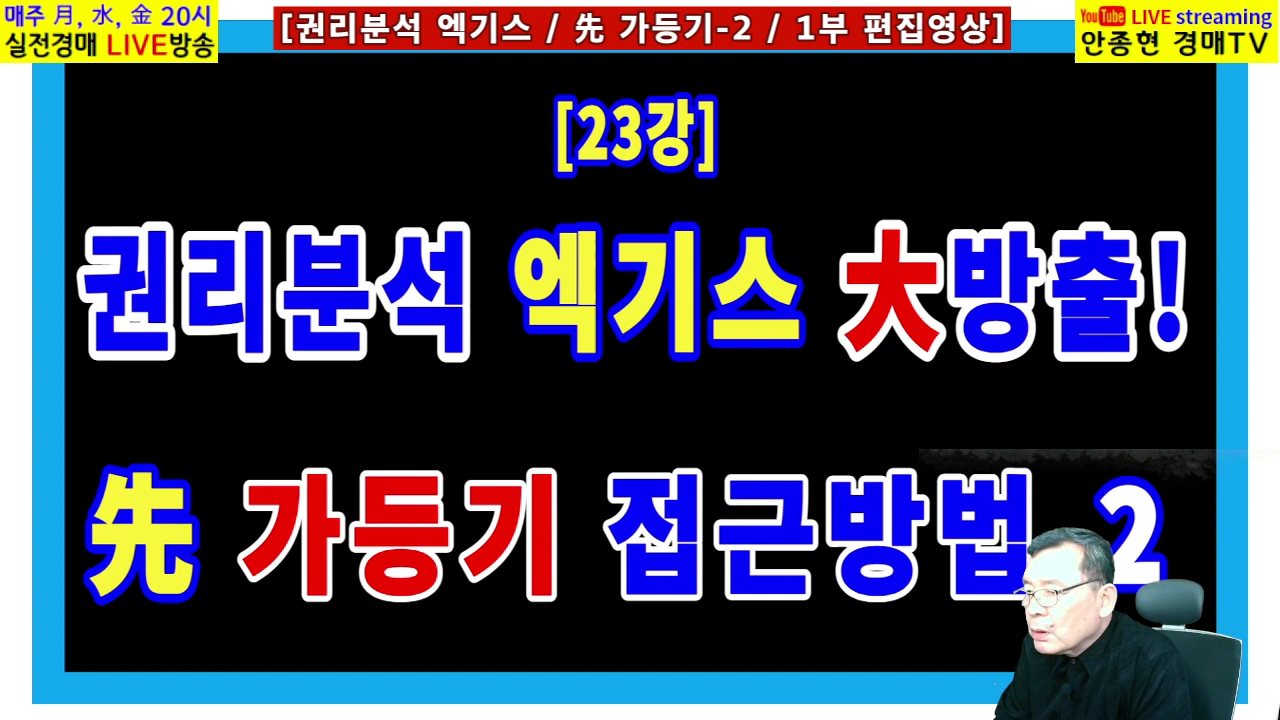 매주 月, 水, 金 20시
실전경매 LIVE방송
[권리분석 엑기스 / 先 가등기-2 / 1부 편집영상]
YouTube LIVE streaming
안종현 경매TV
[23강]
권리분석 엑기스 大방출!
先 가등기 접근방법 2